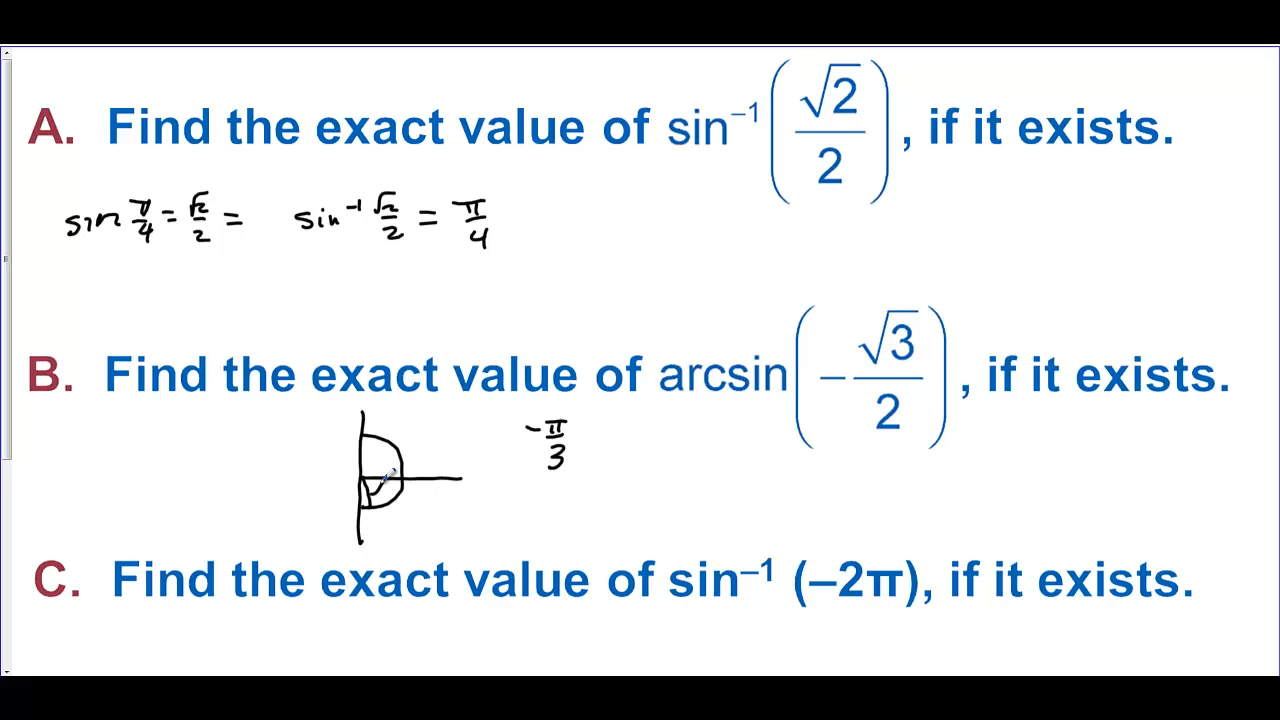 A. Find the exact value of sin⁻¹(√2/2), if it exists.
sin π/4 = √2/2 = sin⁻¹ √2/2 = π/4
B. Find the exact value of arcsin(−√3/2), if it exists.
-π/3
C. Find the exact value of sin⁻¹ (–2π), if it exists.